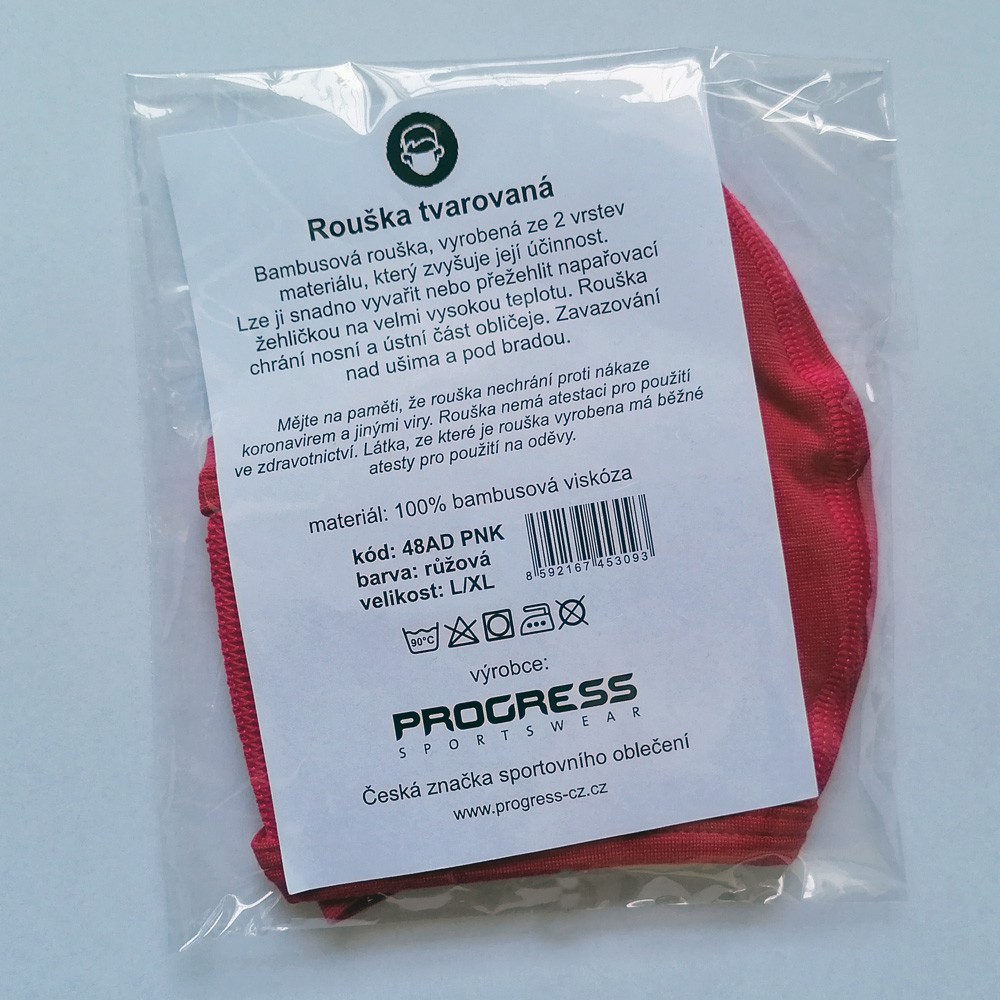 Rouška tvarovaná
Bambusová rouška, vyrobená ze 2 vrstev
materiálu, který zvyšuje její účinnost.
Lze ji snadno vyvařit nebo přežehlit napařovací
žehličkou na velmi vysokou teplotu. Rouška
chrání nosní a ústní část obličeje. Zavazování
nad ušima a pod bradou.
Mějte na paměti, že rouška nechrání proti nákaze
koronavirem a jinými viry. Rouška nemá atestaci pro použití
ve zdravotnictví. Látka, ze které je rouška vyrobena má běžné
atesty pro použití na oděvy.
materiál: 100% bambusová viskóza
kód: 48AD PNK
barva: růžová
velikost: L/XL
8 592167 453093
90°C
výrobce:
PROGRESS
SPORTSWEAR
Česká značka sportovního oblečení
www.progress-cz.cz